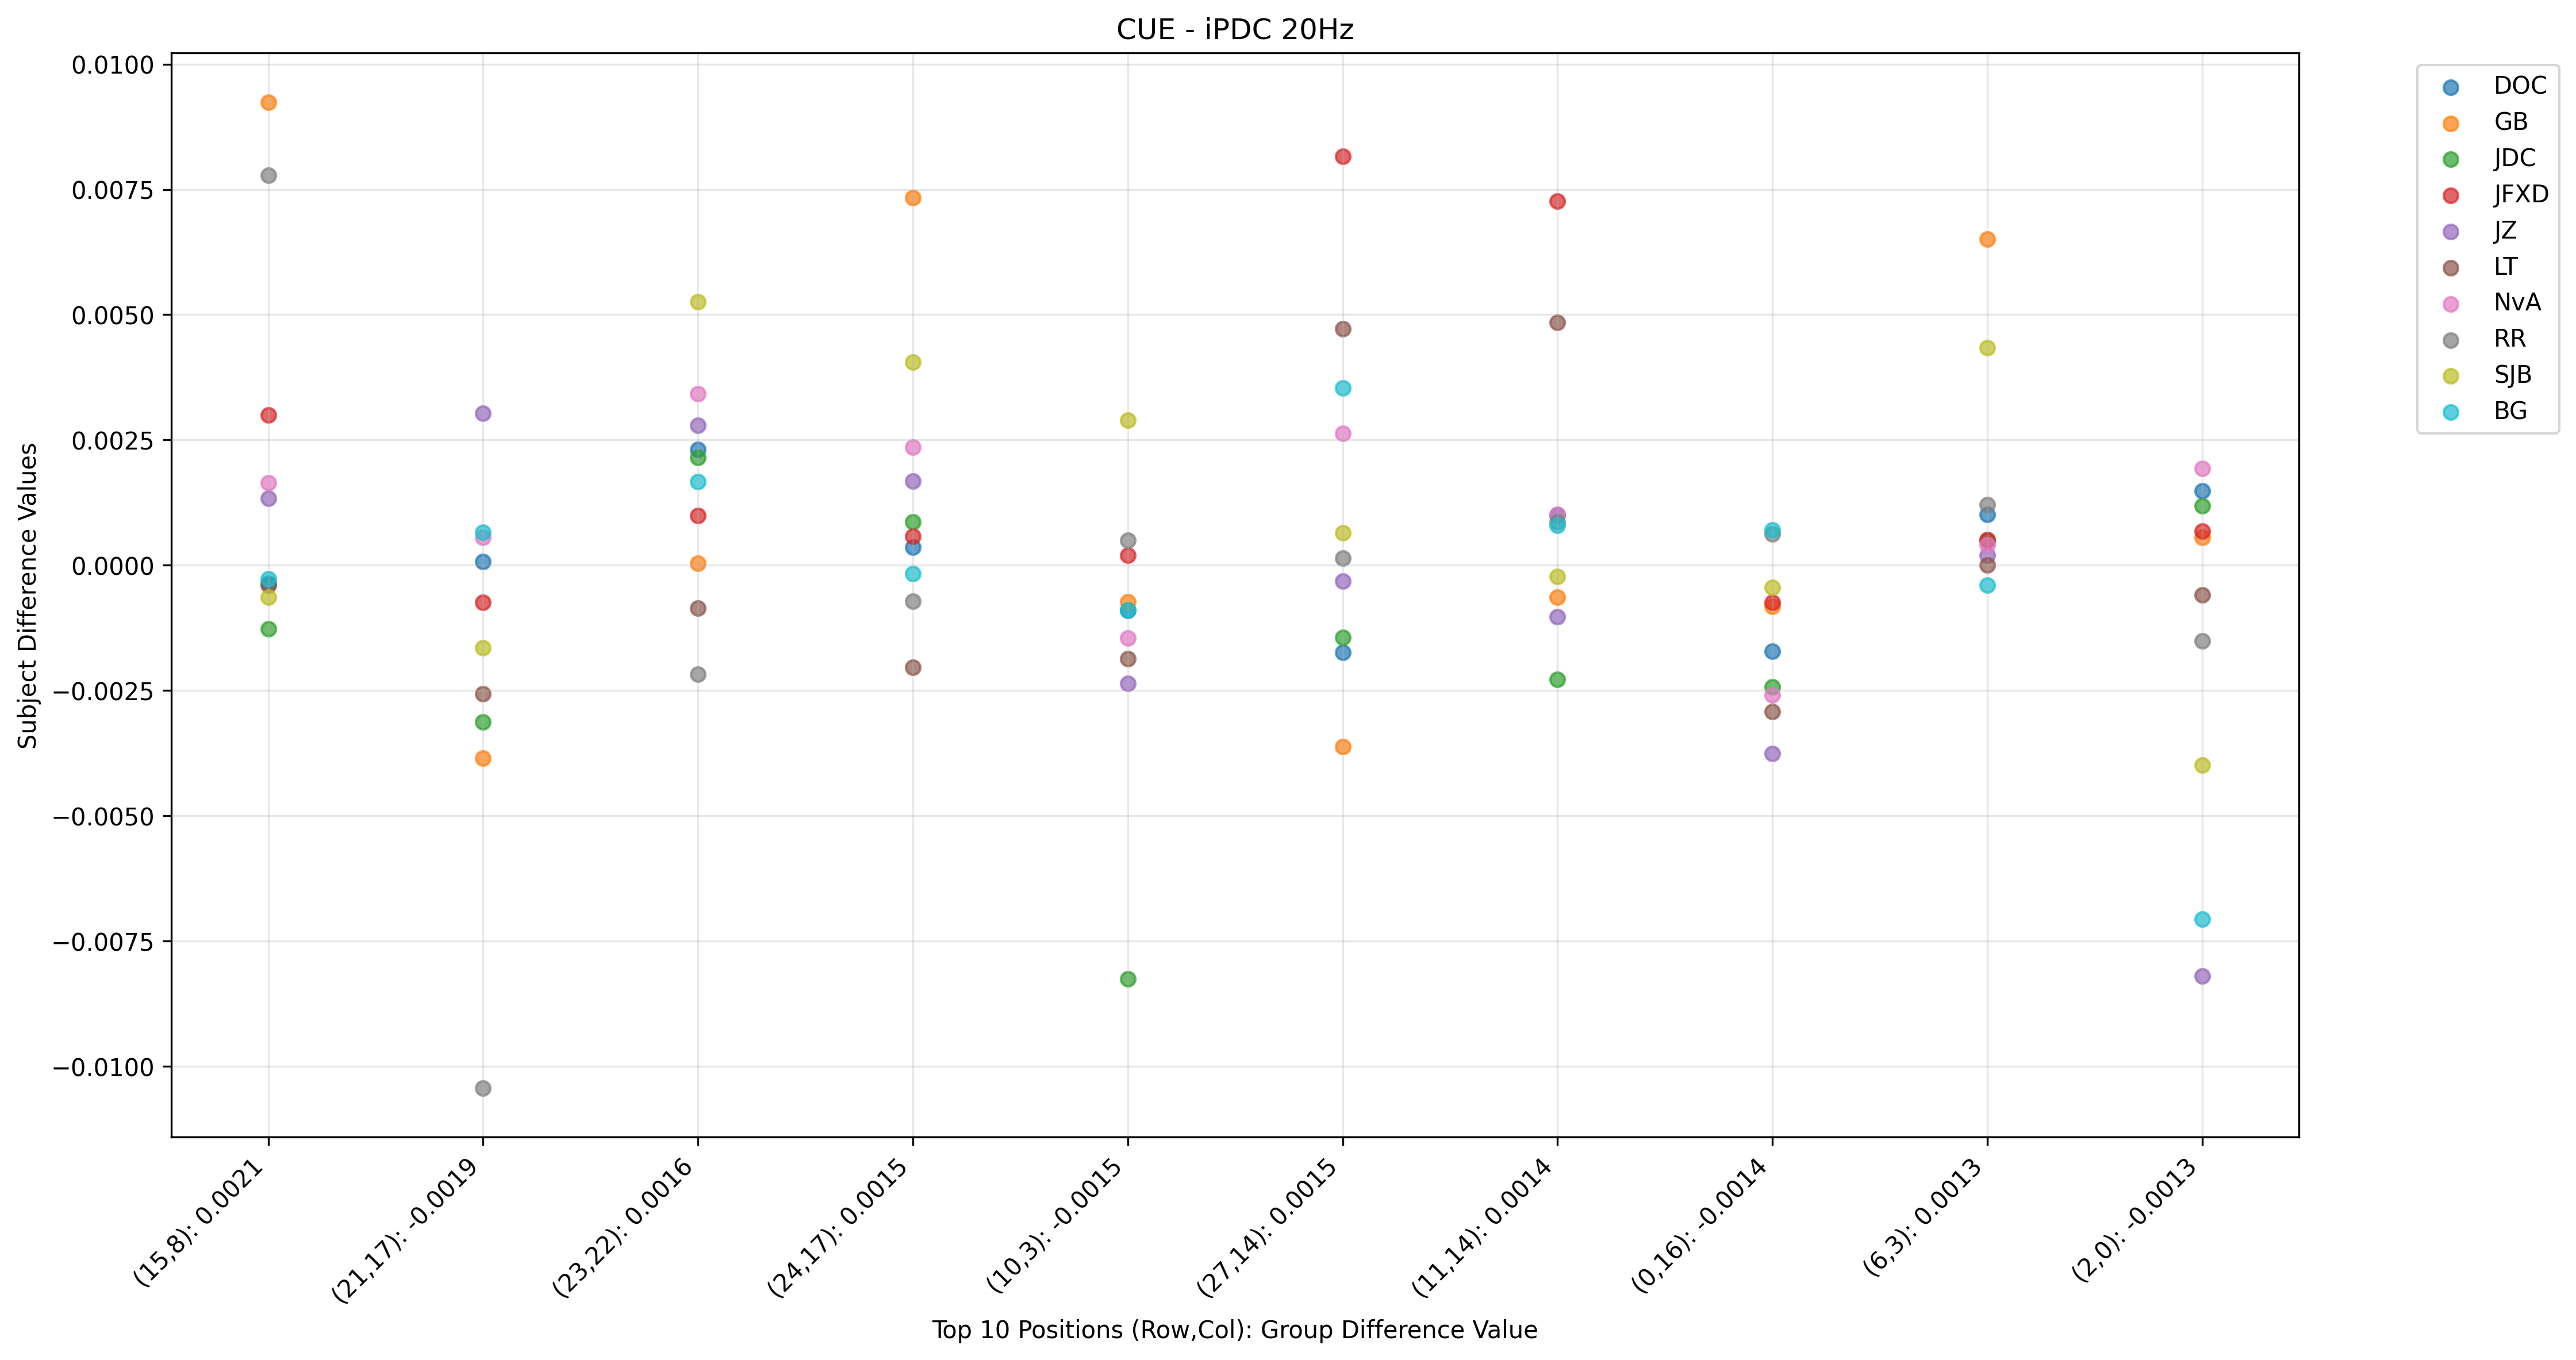 CUE - iPDC 20Hz
0.0100
0.0075
0.0050
0.0025
0.0000
−0.0025
−0.0050
−0.0075
−0.0100
Subject Difference Values
(15,8): 0.0021
(21,17): -0.0019
(23,22): 0.0016
(24,17): 0.0015
(10,3): -0.0015
(27,14): 0.0015
(11,14): 0.0014
(0,16): -0.0014
(6,3): 0.0013
(2,0): -0.0013
Top 10 Positions (Row,Col): Group Difference Value
DOC
GB
JDC
JFXD
JZ
LT
NvA
RR
SJB
BG